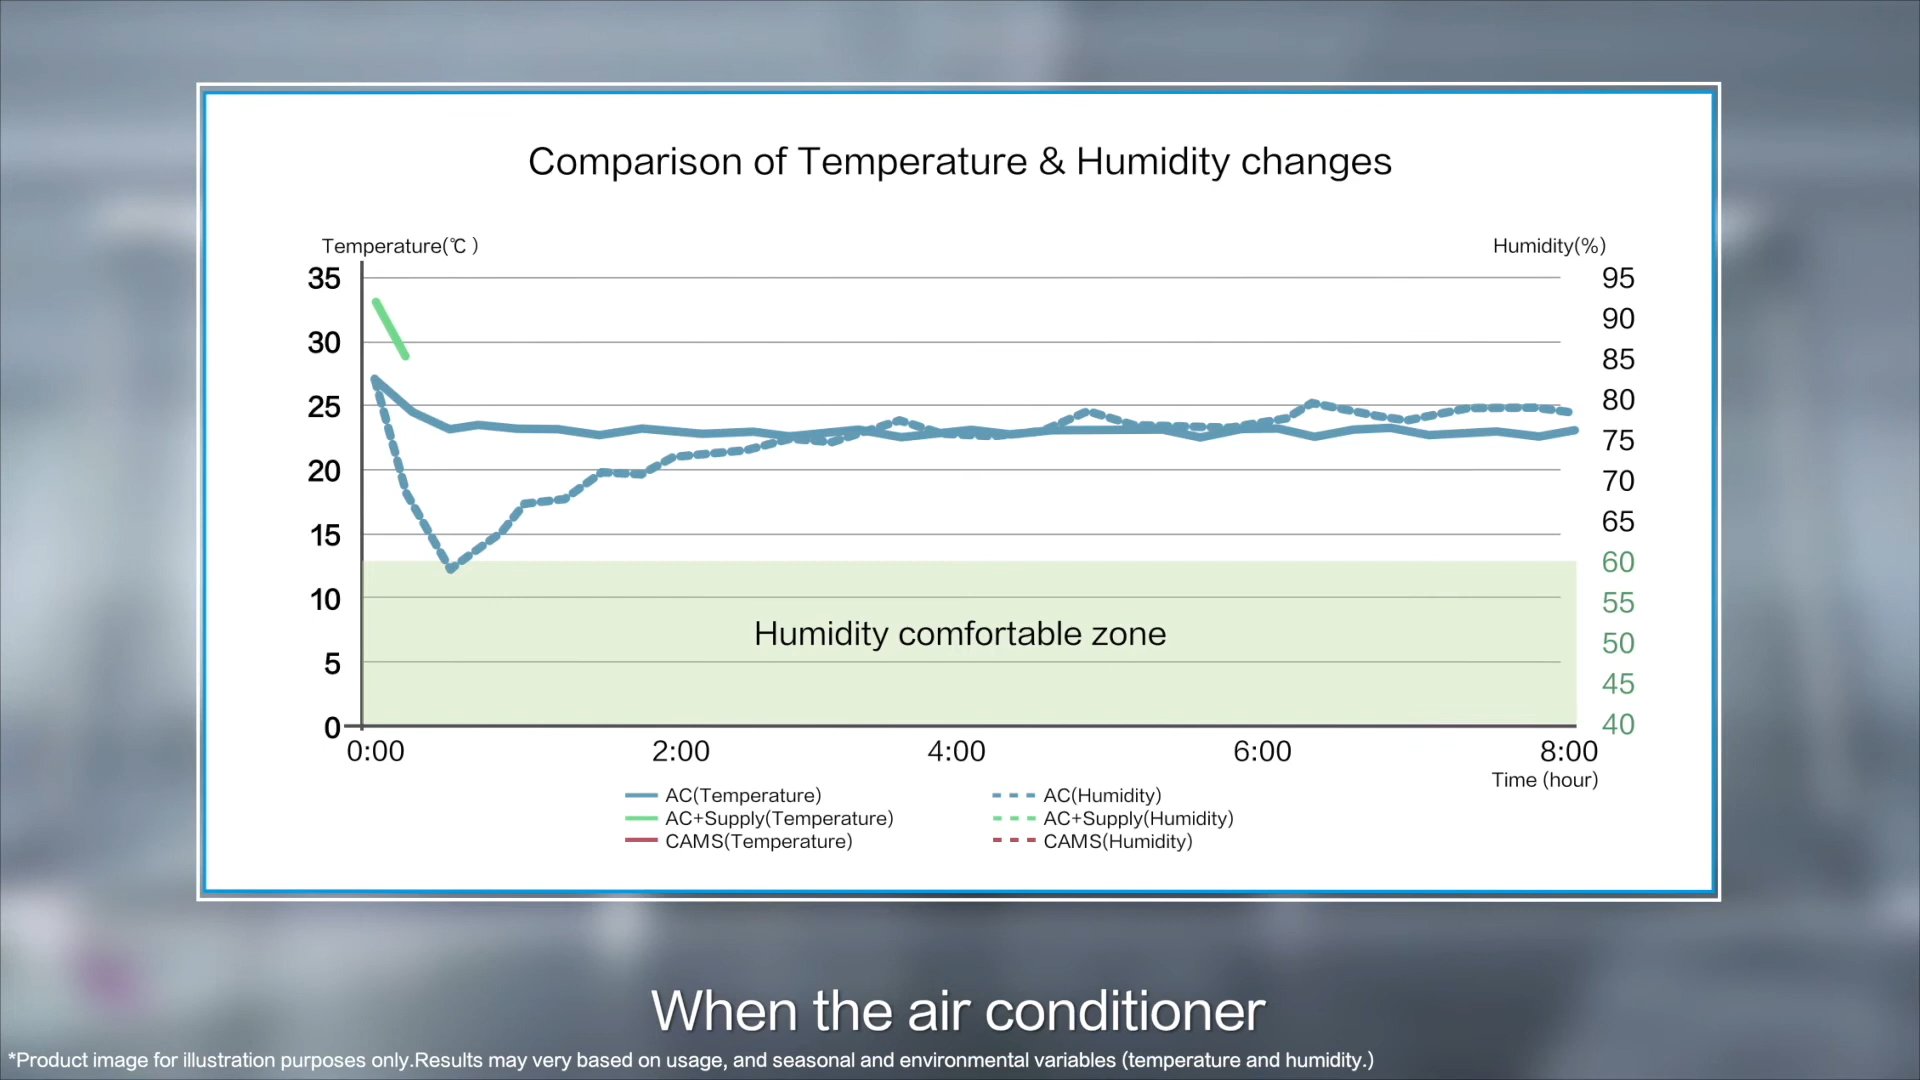 Comparison of Temperature & Humidity changes
Temperature(℃ )
Humidity(%)
35
30
25
20
15
10
5
0
95
90
85
80
75
70
65
60
55
50
45
40
Humidity comfortable zone
0:00 2:00 4:00 6:00 8:00
Time (hour)
AC(Temperature) AC(Humidity)
AC+Supply(Temperature) AC+Supply(Humidity)
CAMS(Temperature) CAMS(Humidity)
When the air conditioner
*Product image for illustration purposes only.Results may very based on usage, and seasonal and environmental variables (temperature and humidity.)